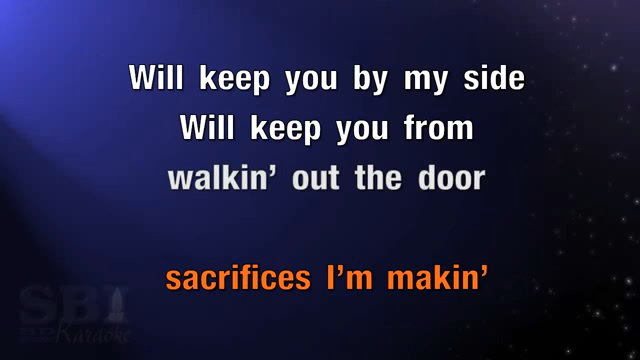 Will keep you by my side
Will keep you from
walkin’ out the door
sacrifices I’m makin’
SBI
Karaoke